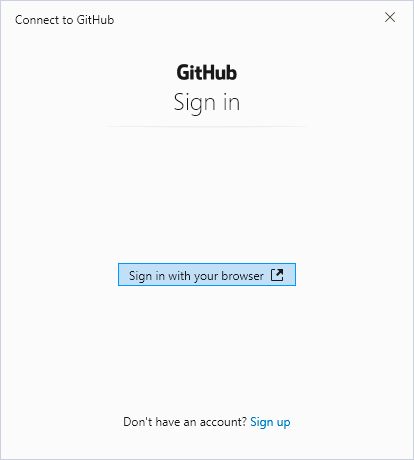 Connect to GitHub
GitHub
Sign in
Sign in with your browser
Don't have an account? Sign up